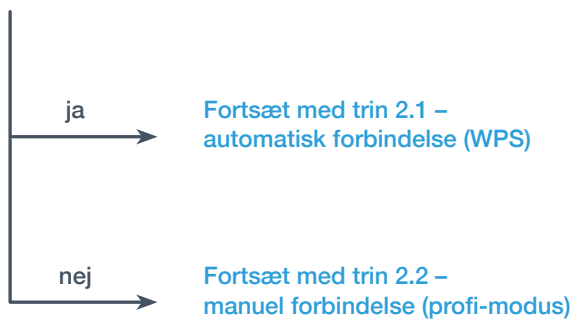 ja
Fortsæt med trin 2.1 –
automatisk forbindelse (WPS)
nej
Fortsæt med trin 2.2 –
manuel forbindelse (profi-modus)